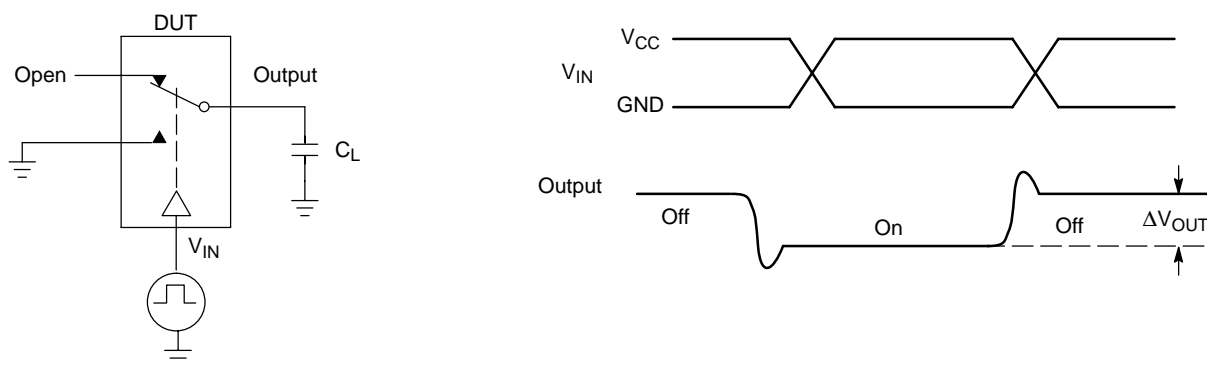 DUT
Open
Output
C_L
V_IN
V_CC
V_IN
GND
Output
Off
On
Off
ΔV_OUT